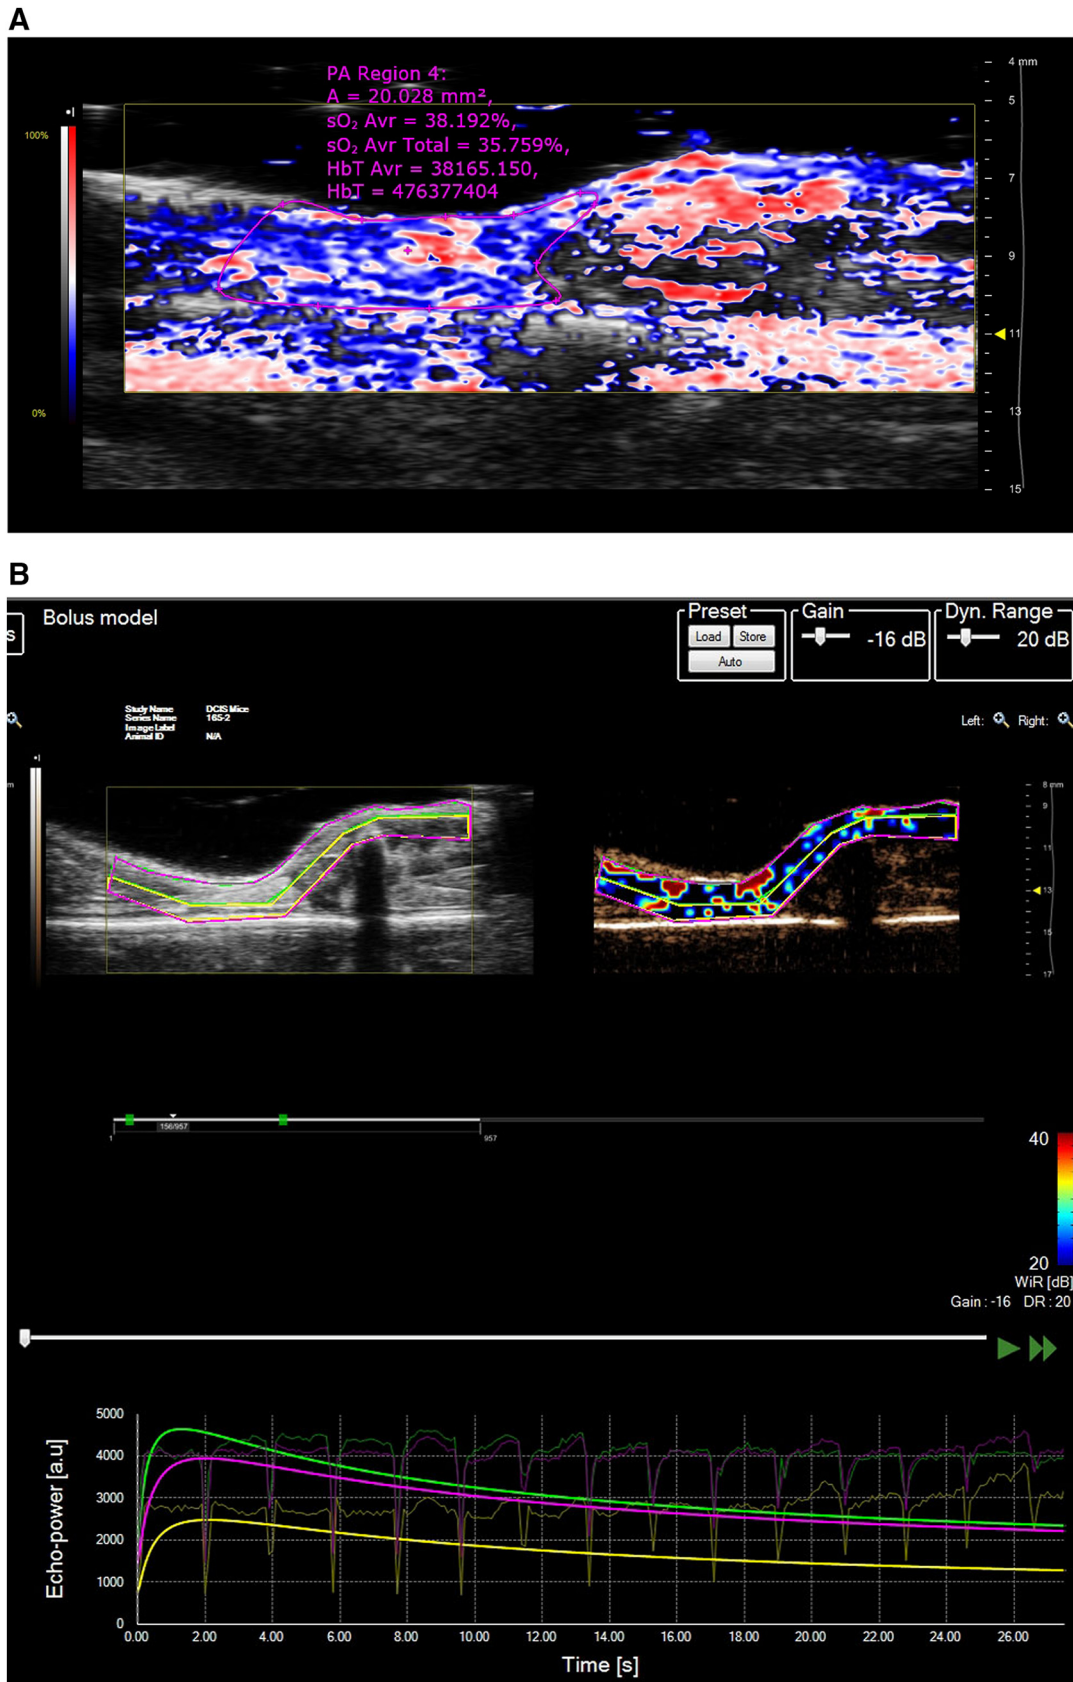 A
PA Region 4:
A = 20.028 mm²,
sO₂ Avr = 38.192%,
sO₂ Avr Total = 35.759%,
HbT Avr = 38165.150,
HbT = 476377404
100%
0%
4 mm
5
7
9
11
13
15
B
s
Bolus model
Preset
Load Store
Auto
Gain
-16 dB
Dyn. Range
20 dB
Study Name DCIS Mice
Series Name 165-2
Image Label
Animal ID N/A
Left: Right:
m
8 mm
9
11
13
15
17
156/957
1 957
40
20
WiR [dB]
Gain : -16 DR : 20
Echo-power [a.u]
5000
4000
3000
2000
1000
0
0.00 2.00 4.00 6.00 8.00 10.00 12.00 14.00 16.00 18.00 20.00 22.00 24.00 26.00
Time [s]